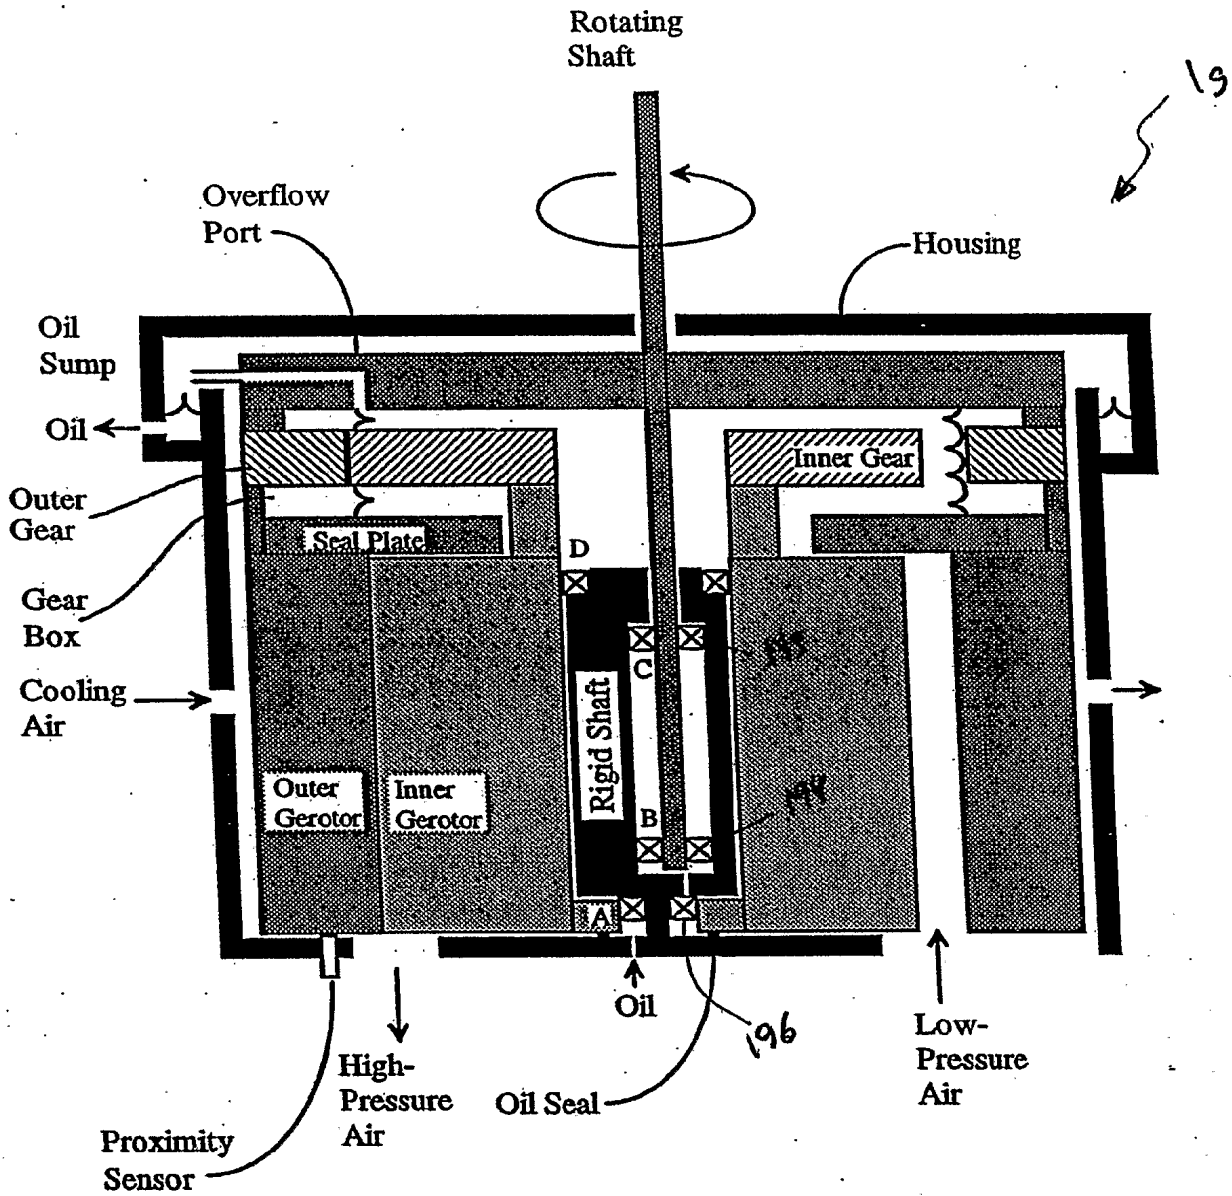 Rotating
Shaft
19
Overflow
Port
Housing
Oil
Sump
Oil
Inner Gear
Outer
Gear
Seal Plate
D
Gear
Box
195
C
Cooling
Air
Rigid Shaft
Outer
Gerotor
Inner
Gerotor
194
B
A
Oil
196
Low-
Pressure
Air
High-
Pressure
Air
Oil Seal
Proximity
Sensor